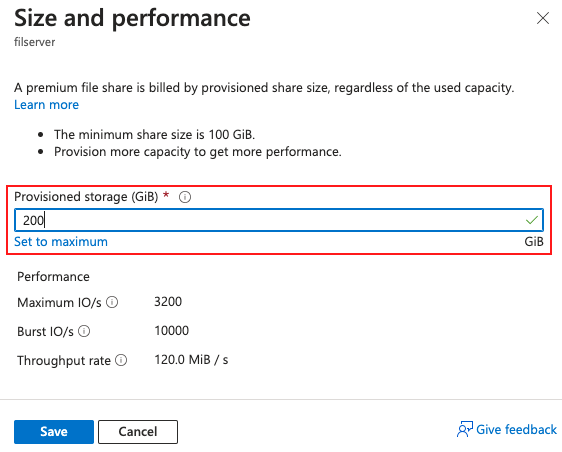 Size and performance
filserver
A premium file share is billed by provisioned share size, regardless of the used capacity.
Learn more
• The minimum share size is 100 GiB.
• Provision more capacity to get more performance.
Provisioned storage (GiB) *
200
Set to maximum GiB
Performance
Maximum IO/s 3200
Burst IO/s 10000
Throughput rate 120.0 MiB / s
Save Cancel Give feedback